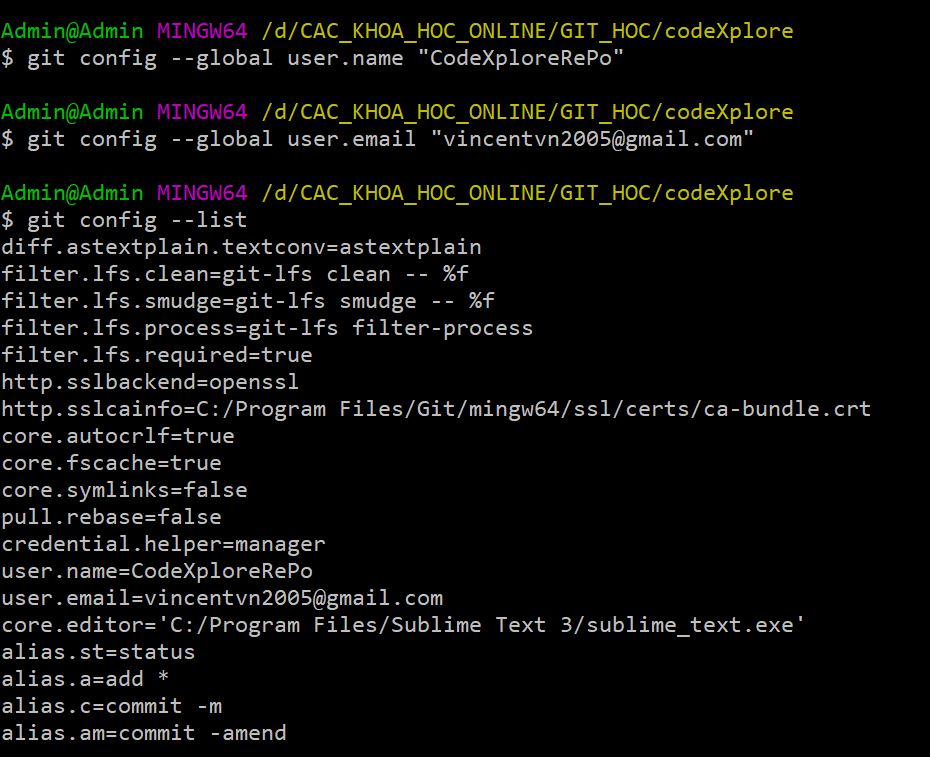 Admin@Admin MINGW64 /d/CAC_KHOA_HOC_ONLINE/GIT_HOC/codeXplore
$ git config --global user.name "CodeXploreRePo"
Admin@Admin MINGW64 /d/CAC_KHOA_HOC_ONLINE/GIT_HOC/codeXplore
$ git config --global user.email "vincentvn2005@gmail.com"
Admin@Admin MINGW64 /d/CAC_KHOA_HOC_ONLINE/GIT_HOC/codeXplore
$ git config --list
diff.astextplain.textconv=astextplain
filter.lfs.clean=git-lfs clean -- %f
filter.lfs.smudge=git-lfs smudge -- %f
filter.lfs.process=git-lfs filter-process
filter.lfs.required=true
http.sslbackend=openssl
http.sslcainfo=C:/Program Files/Git/mingw64/ssl/certs/ca-bundle.crt
core.autocrlf=true
core.fscache=true
core.symlinks=false
pull.rebase=false
credential.helper=manager
user.name=CodeXploreRePo
user.email=vincentvn2005@gmail.com
core.editor='C:/Program Files/Sublime Text 3/sublime_text.exe'
alias.st=status
alias.a=add *
alias.c=commit -m
alias.am=commit -amend